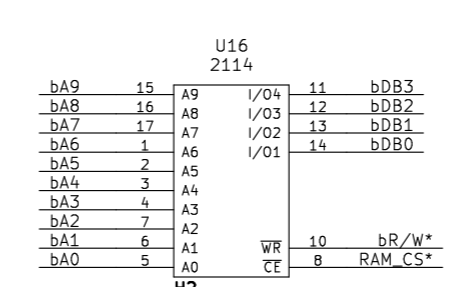 U16
2114
bA9 15 A9 I/O4 11 bDB3
bA8 16 A8 I/O3 12 bDB2
bA7 17 A7 I/O2 13 bDB1
bA6 1 A6 I/O1 14 bDB0
bA5 2 A5
bA4 3 A4
bA3 4 A3
bA2 7 A2
bA1 6 A1 WR 10 bR/W*
bA0 5 A0 CE 8 RAM_CS*